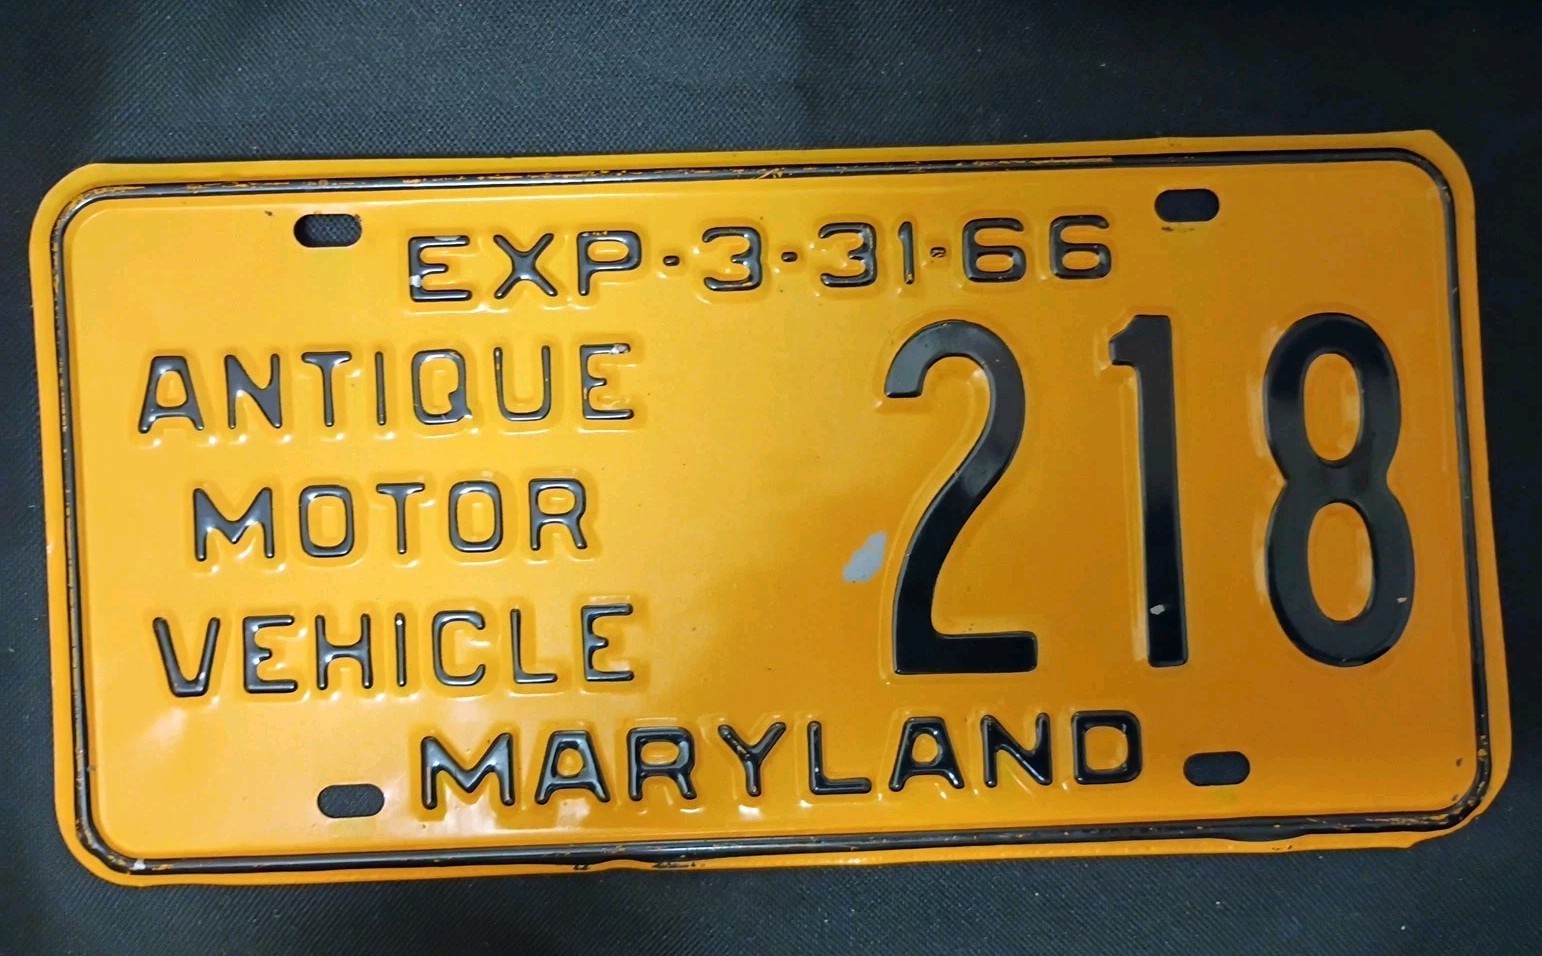 EXP-3-31-66
ANTIQUE
MOTOR
VEHICLE
218
MARYLAND